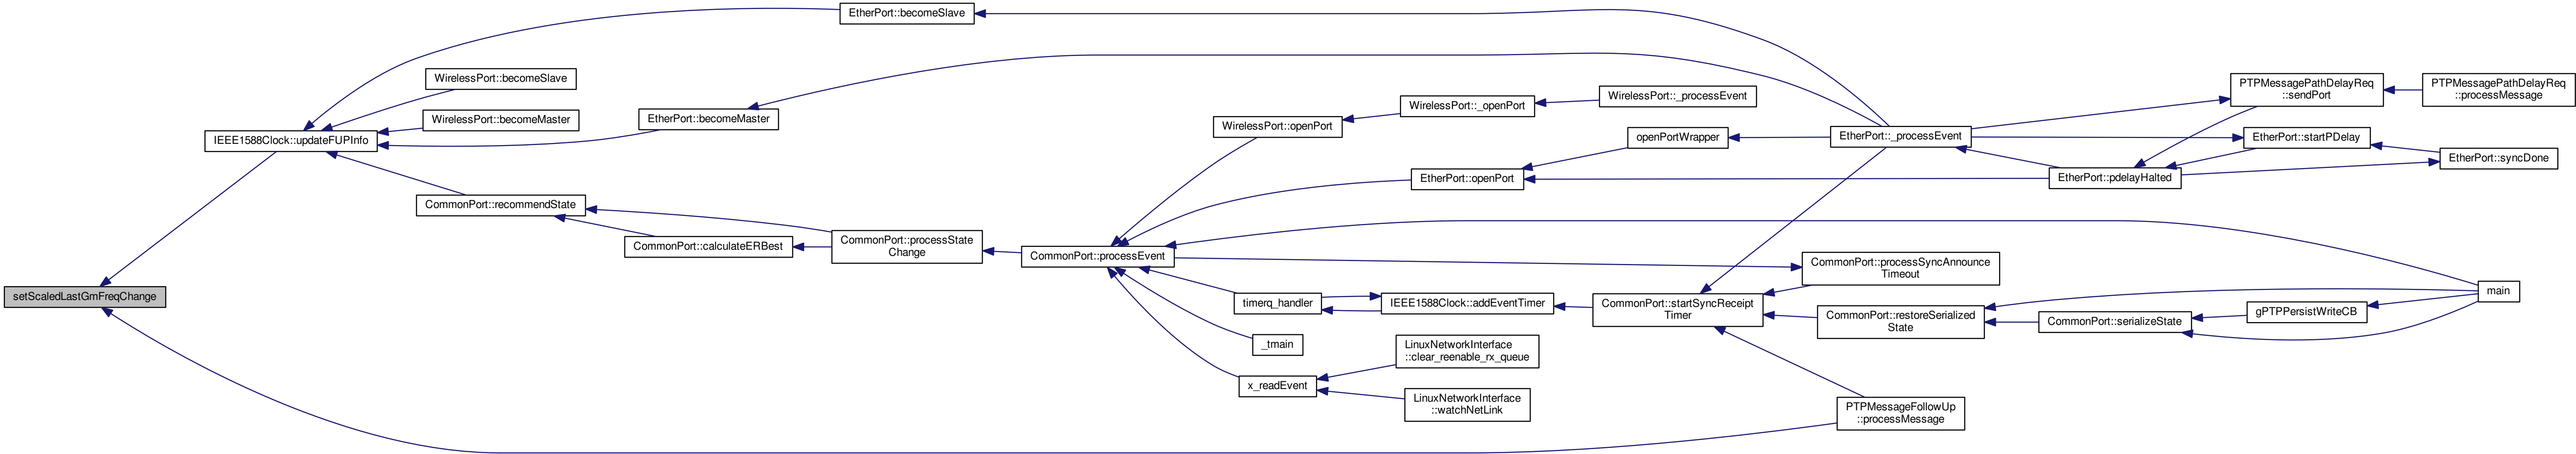 EtherPort::becomeSlave
WirelessPort::becomeSlave
PTPMessagePathDelayReq
::sendPort
PTPMessagePathDelayReq
::processMessage
WirelessPort::_processEvent
WirelessPort::_openPort
WirelessPort::becomeMaster
EtherPort::becomeMaster
WirelessPort::openPort
IEEE1588Clock::updateFUPInfo
openPortWrapper
EtherPort::_processEvent
EtherPort::startPDelay
EtherPort::syncDone
EtherPort::openPort
EtherPort::pdelayHalted
CommonPort::recommendState
CommonPort::calculateERBest
CommonPort::processState
Change
CommonPort::processEvent
CommonPort::processSyncAnnounce
Timeout
setScaledLastGmFreqChange
timerq_handler
IEEE1588Clock::addEventTimer
CommonPort::startSyncReceipt
Timer
CommonPort::restoreSerialized
State
CommonPort::serializeState
gPTPPersistWriteCB
main
_tmain
LinuxNetworkInterface
::clear_reenable_rx_queue
x_readEvent
LinuxNetworkInterface
::watchNetLink
PTPMessageFollowUp
::processMessage